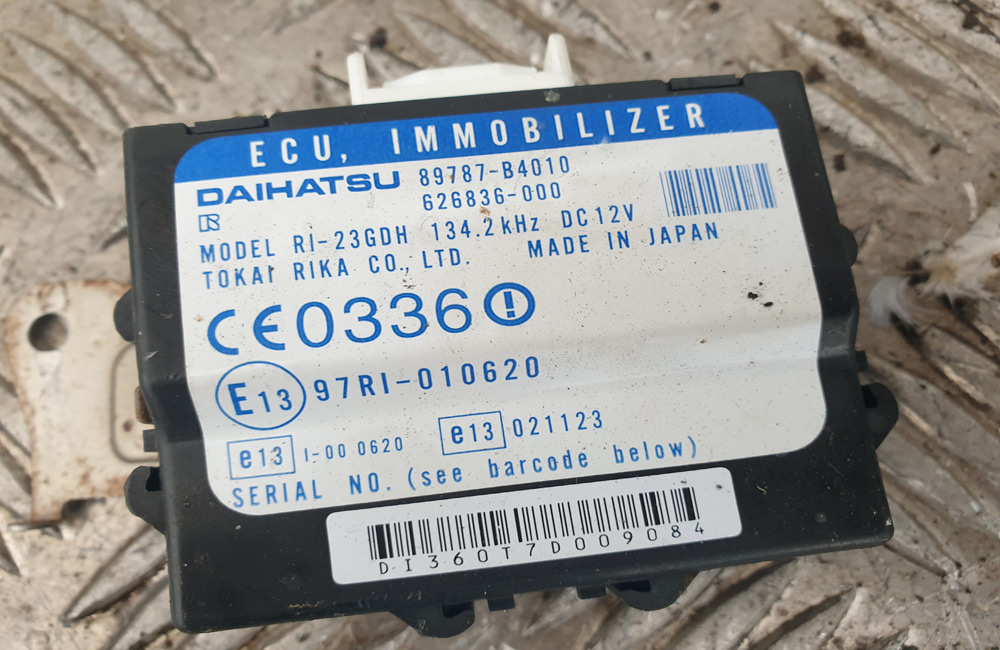 ECU, IMMOBILIZER
DAIHATSU 89787-B4010
626836-000
R
MODEL RI-23GDH 134.2kHz DC12V
TOKAI RIKA CO., LTD. MADE IN JAPAN
CE0336
E13 97RI-010620
e13 I-00 0620 e13 021123
SERIAL NO. (see barcode below)
DI360T7D009084